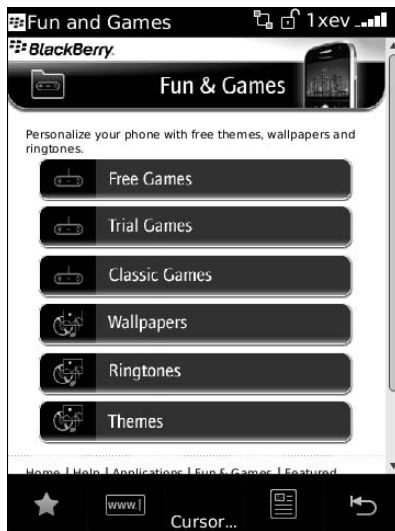 Fun and Games 1xev
BlackBerry.
Fun & Games
Personalize your phone with free themes, wallpapers and
ringtones.
Free Games
Trial Games
Classic Games
Wallpapers
Ringtones
Themes
Home | Help | Applications | Fun & Games | Featured
www.
Cursor...